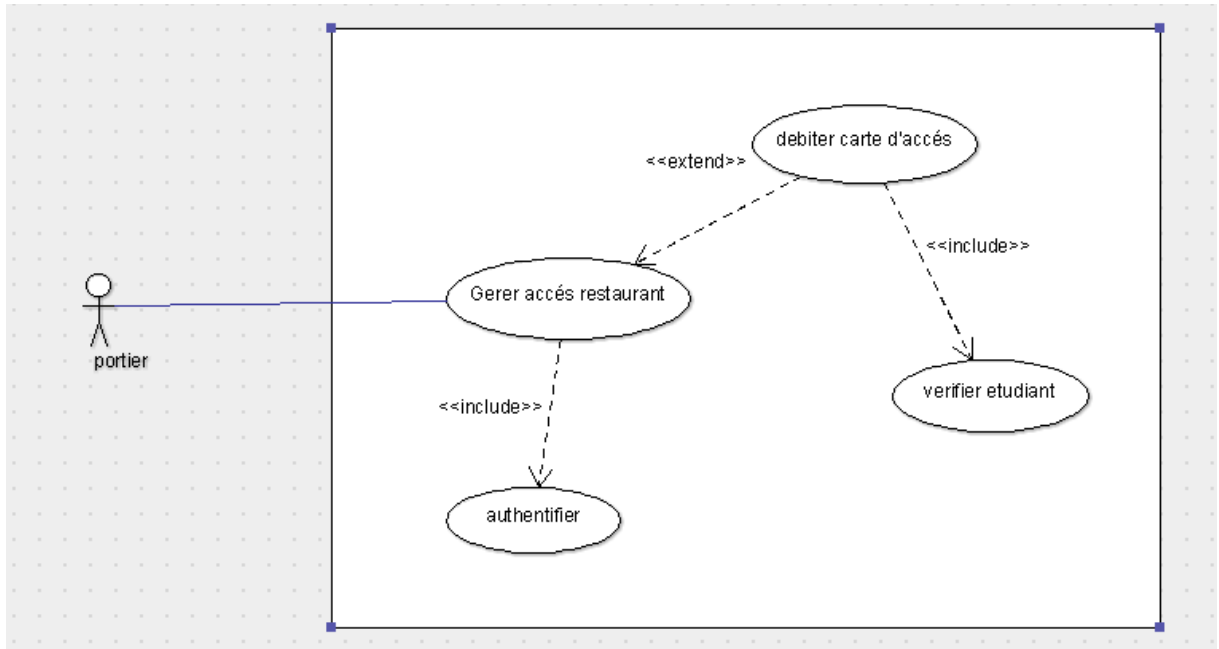 debiter carte d'accés
<<extend>>
<<include>>
Gerer accés restaurant
portier
verifier etudiant
<<include>>
authentifier